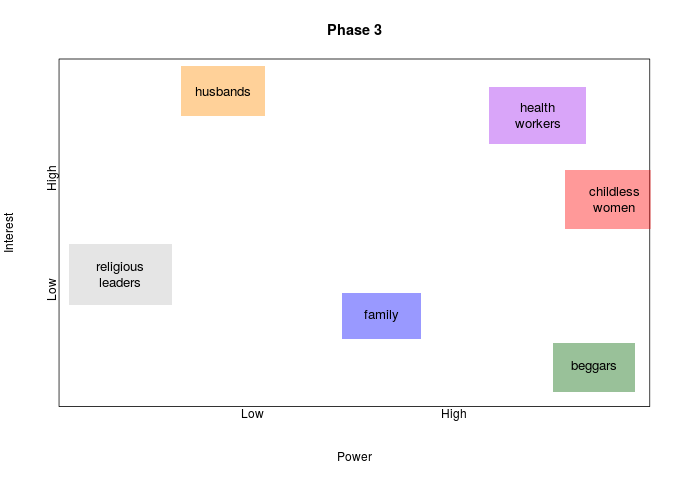 Phase 3
husbands
health
workers
High
childless
women
Interest
religious
leaders
Low
family
beggars
Low
High
Power